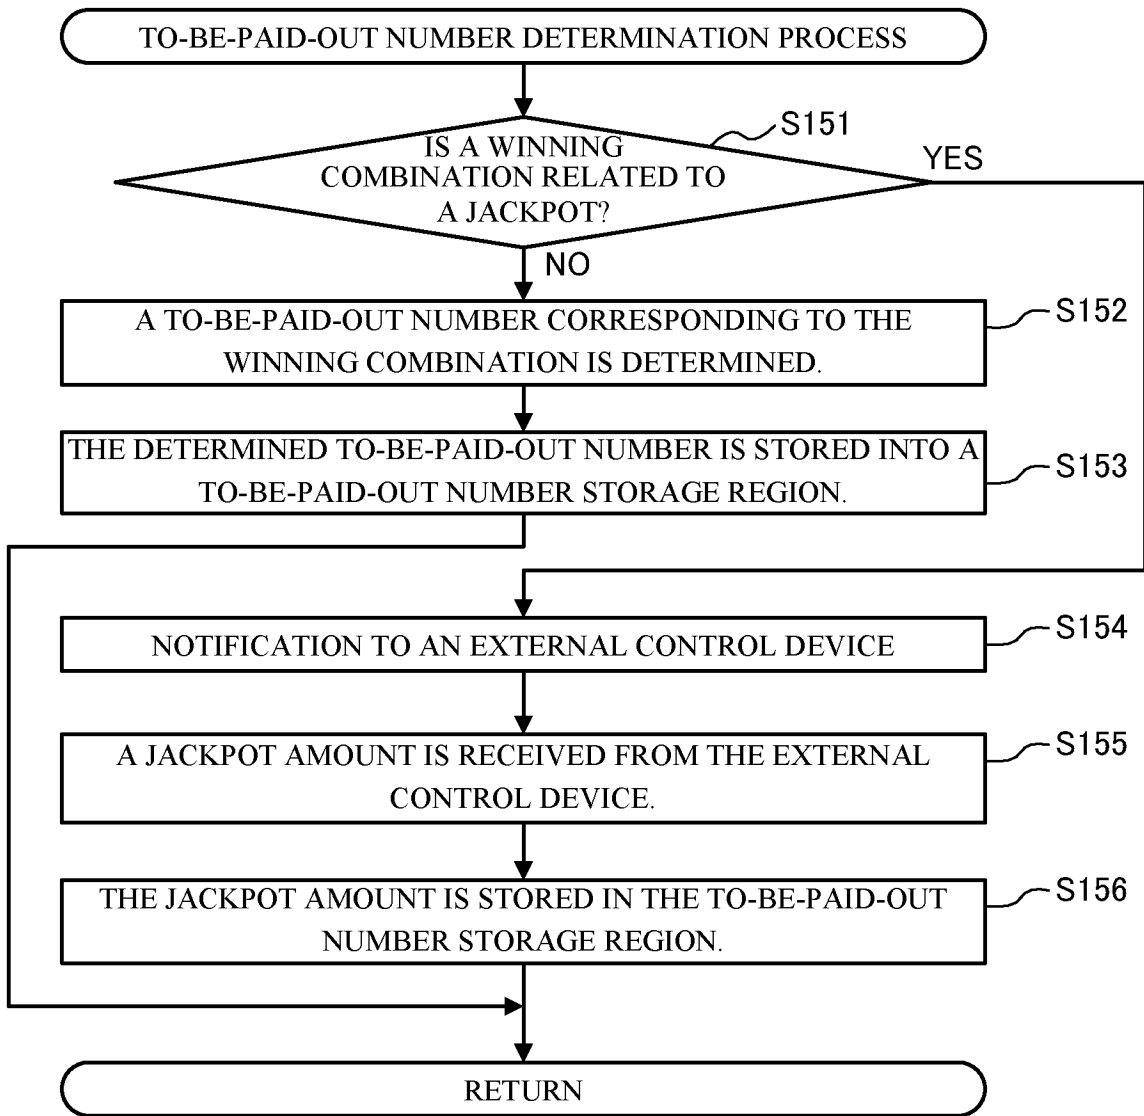 TO-BE-PAID-OUT NUMBER DETERMINATION PROCESS
S151
IS A WINNING
COMBINATION RELATED TO
A JACKPOT?
YES
NO
S152
A TO-BE-PAID-OUT NUMBER CORRESPONDING TO THE
WINNING COMBINATION IS DETERMINED.
S153
THE DETERMINED TO-BE-PAID-OUT NUMBER IS STORED INTO A
TO-BE-PAID-OUT NUMBER STORAGE REGION.
S154
NOTIFICATION TO AN EXTERNAL CONTROL DEVICE
S155
A JACKPOT AMOUNT IS RECEIVED FROM THE EXTERNAL
CONTROL DEVICE.
S156
THE JACKPOT AMOUNT IS STORED IN THE TO-BE-PAID-OUT
NUMBER STORAGE REGION.
RETURN